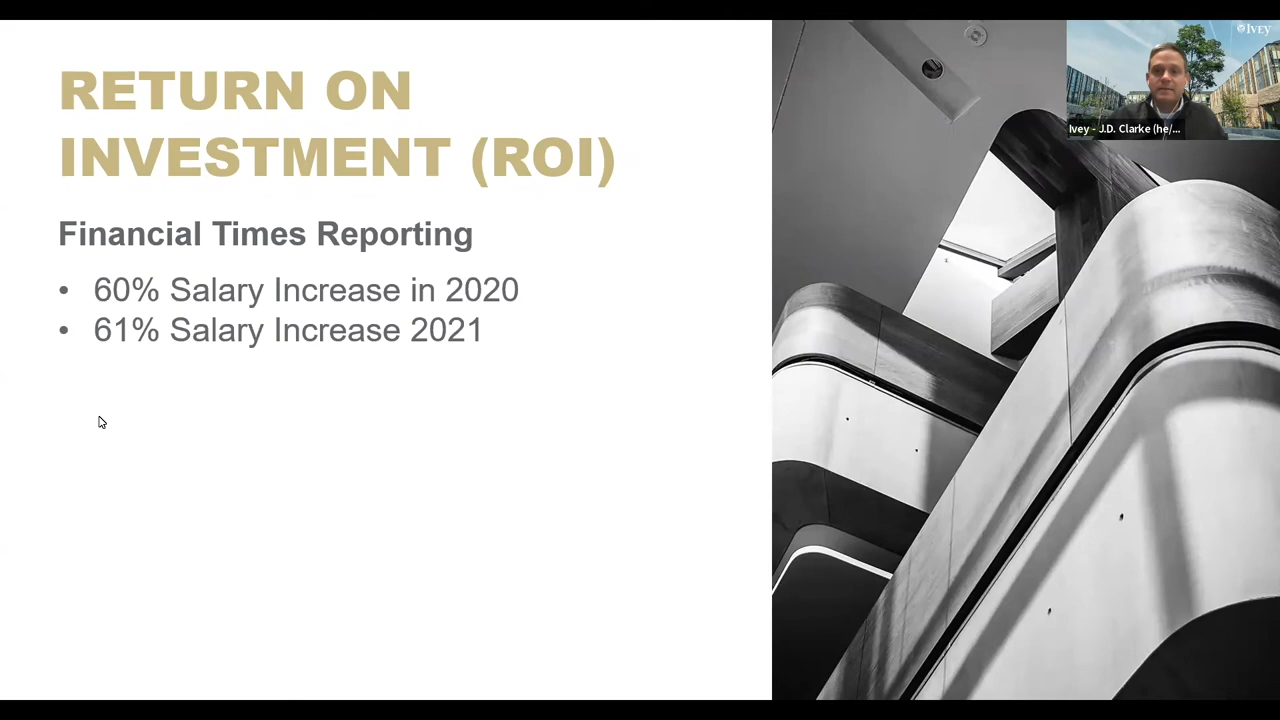 RETURN ON
INVESTMENT (ROI)
Financial Times Reporting
• 60% Salary Increase in 2020
• 61% Salary Increase 2021
IVEY
Ivey - J.D. Clarke (he/...